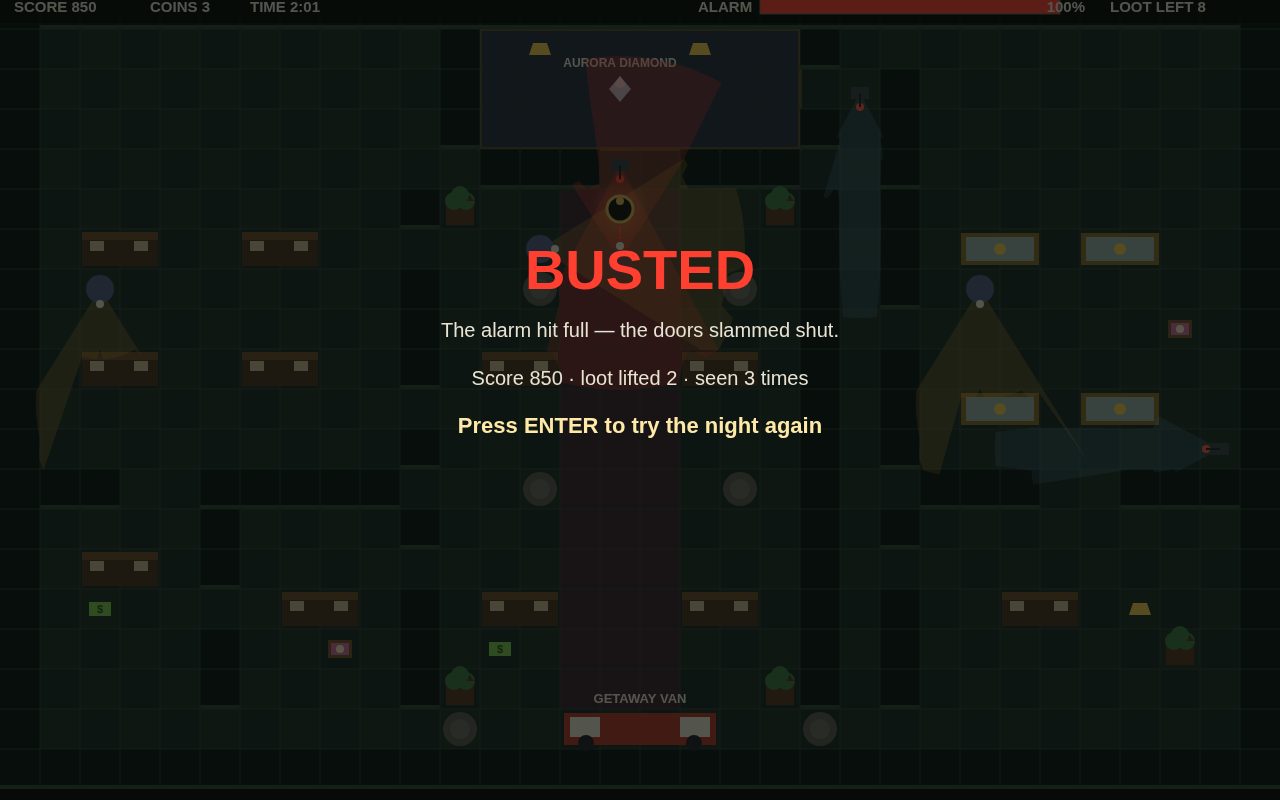 SCORE 850 COINS 3 TIME 2:01 ALARM 100% LOOT LEFT 8
AURORA DIAMOND
BUSTED
The alarm hit full — the doors slammed shut.
Score 850 · loot lifted 2 · seen 3 times
Press ENTER to try the night again
$
$
GETAWAY VAN